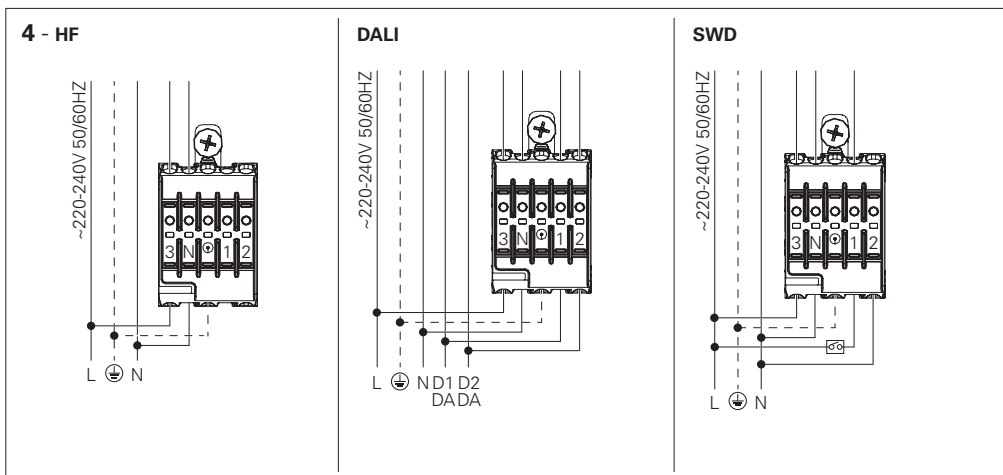 4 - HF
~220-240V 50/60HZ
3 N 1 2
L N
DALI
~220-240V 50/60HZ
3 N 1 2
L N D1 D2
DA DA
SWD
~220-240V 50/60HZ
3 N 1 2
L N